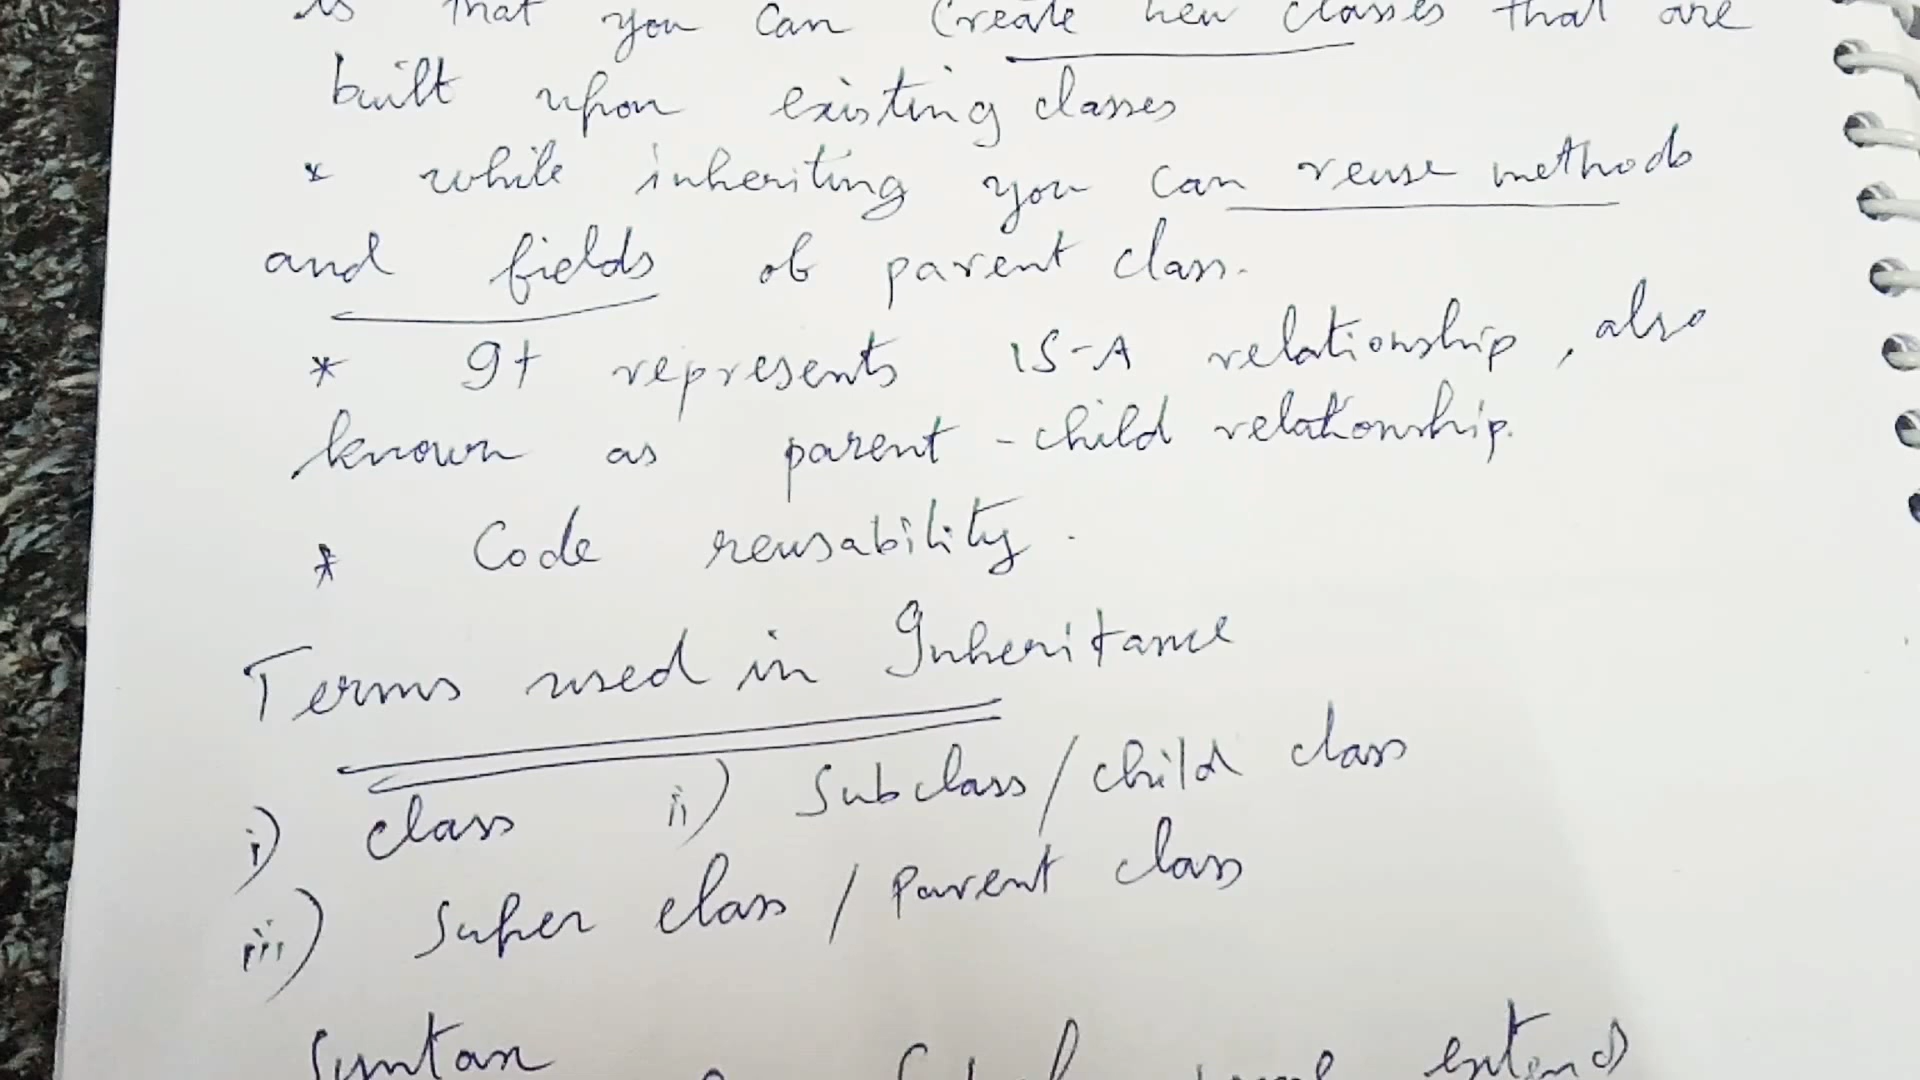 is that you can create new classes that are
built upon existing classes
* while inheriting you can reuse methods
and fields of parent class.
* It represents IS-A relationship, also
known as parent-child relationship.
* Code reusability.
Terms used in Inheritance
i) class ii) Subclass/child class
iii) Super class / Parent class
Syntax